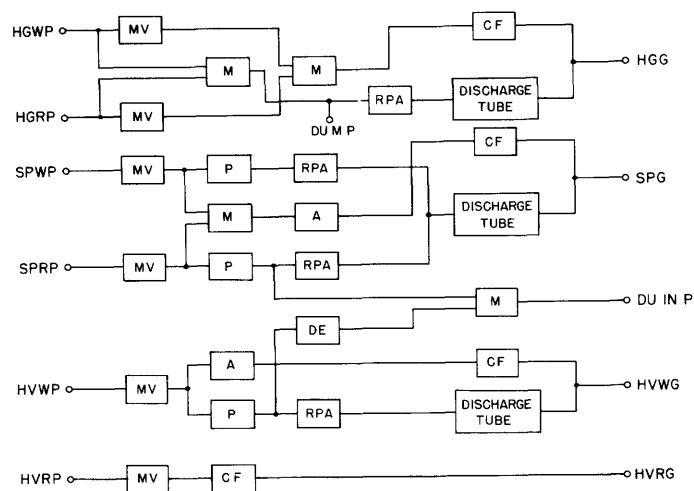 HGWP MV CF
M M HGG
HGRP MV RPA DISCHARGE TUBE
DUMP
SPWP MV P RPA CF
M A SPG
DISCHARGE TUBE
SPRP MV P RPA
M DU IN P
DE
A CF
HVWP MV HVWG
P RPA DISCHARGE TUBE
HVRP MV CF HVRG